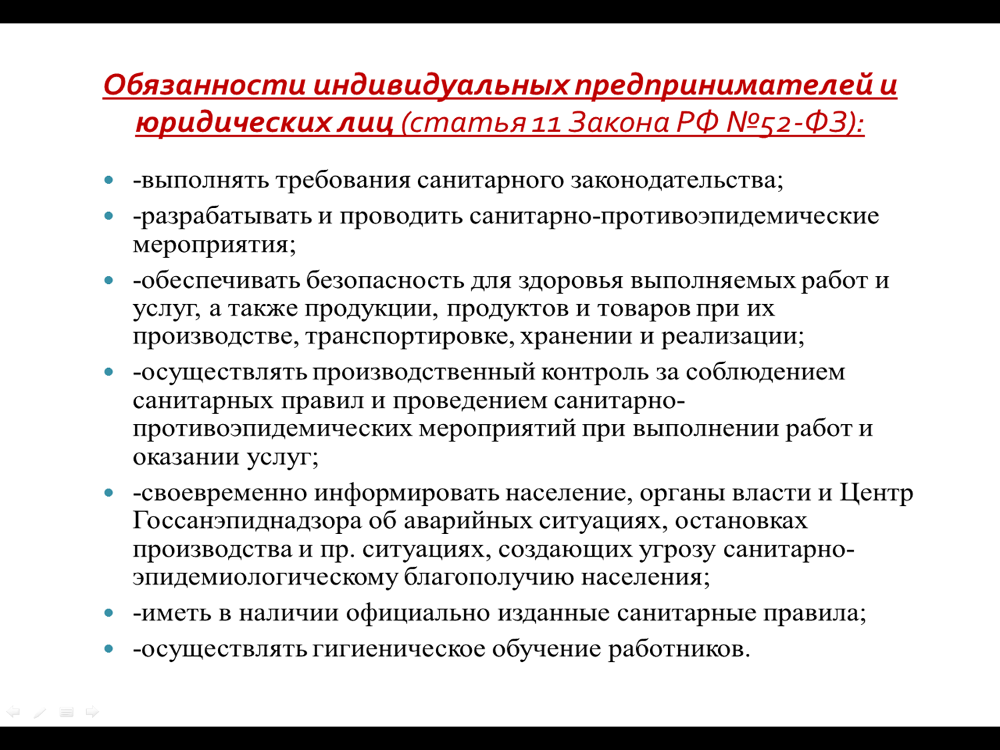 Обязанности индивидуальных предпринимателей и
юридических лиц (статья 11 Закона РФ №52-ФЗ):
• -выполнять требования санитарного законодательства;
• -разрабатывать и проводить санитарно-противоэпидемические
мероприятия;
• -обеспечивать безопасность для здоровья выполняемых работ и
услуг, а также продукции, продуктов и товаров при их
производстве, транспортировке, хранении и реализации;
• -осуществлять производственный контроль за соблюдением
санитарных правил и проведением санитарно-
противоэпидемических мероприятий при выполнении работ и
оказании услуг;
• -своевременно информировать население, органы власти и Центр
Госсанэпиднадзора об аварийных ситуациях, остановках
производства и пр. ситуациях, создающих угрозу санитарно-
эпидемиологическому благополучию населения;
• -иметь в наличии официально изданные санитарные правила;
• -осуществлять гигиеническое обучение работников.